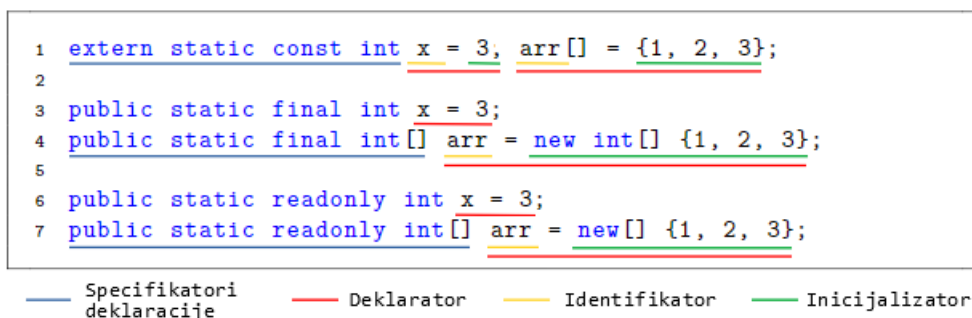 1 extern static const int x = 3, arr[] = {1, 2, 3};
2
3 public static final int x = 3;
4 public static final int[] arr = new int[] {1, 2, 3};
5
6 public static readonly int x = 3;
7 public static readonly int[] arr = new[] {1, 2, 3};
Specifikatori deklaracije Deklarator Identifikator Inicijalizator